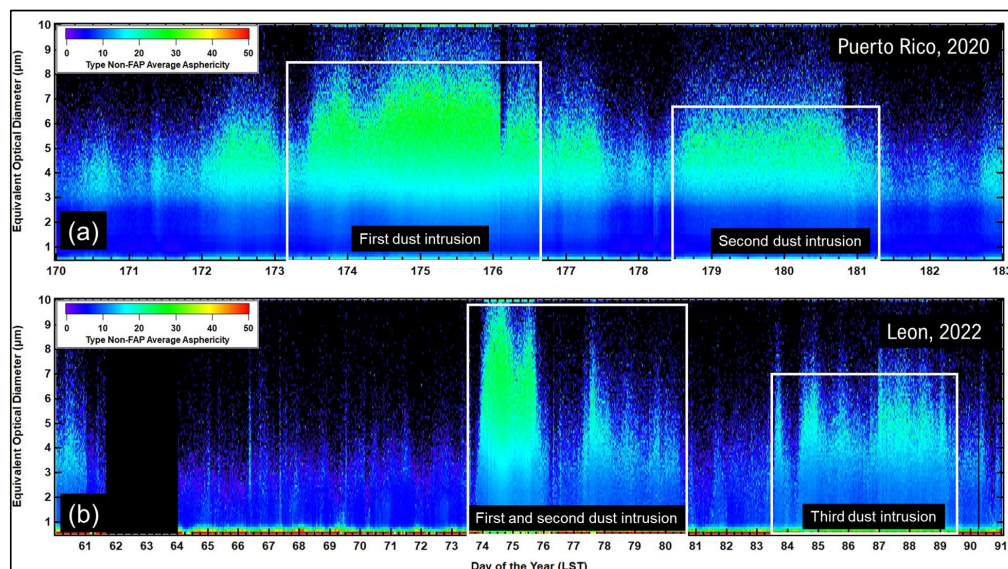 Equivalent Optical Diameter (µm)
10
9
8
7
6
5
4
3
2
1
0 10 20 30 40 50
Type Non-FAP Average Asphericity
Puerto Rico, 2020
(a)
First dust intrusion
Second dust intrusion
170 171 172 173 174 175 176 177 178 179 180 181 182 183
Equivalent Optical Diameter (µm)
10
9
8
7
6
5
4
3
2
1
0 10 20 30 40 50
Type Non-FAP Average Asphericity
Leon, 2022
(b)
First and second dust intrusion
Third dust intrusion
61 62 63 64 65 66 67 68 69 70 71 72 73 74 75 76 77 78 79 80 81 82 83 84 85 86 87 88 89 90 91
Day of the Year (LST)